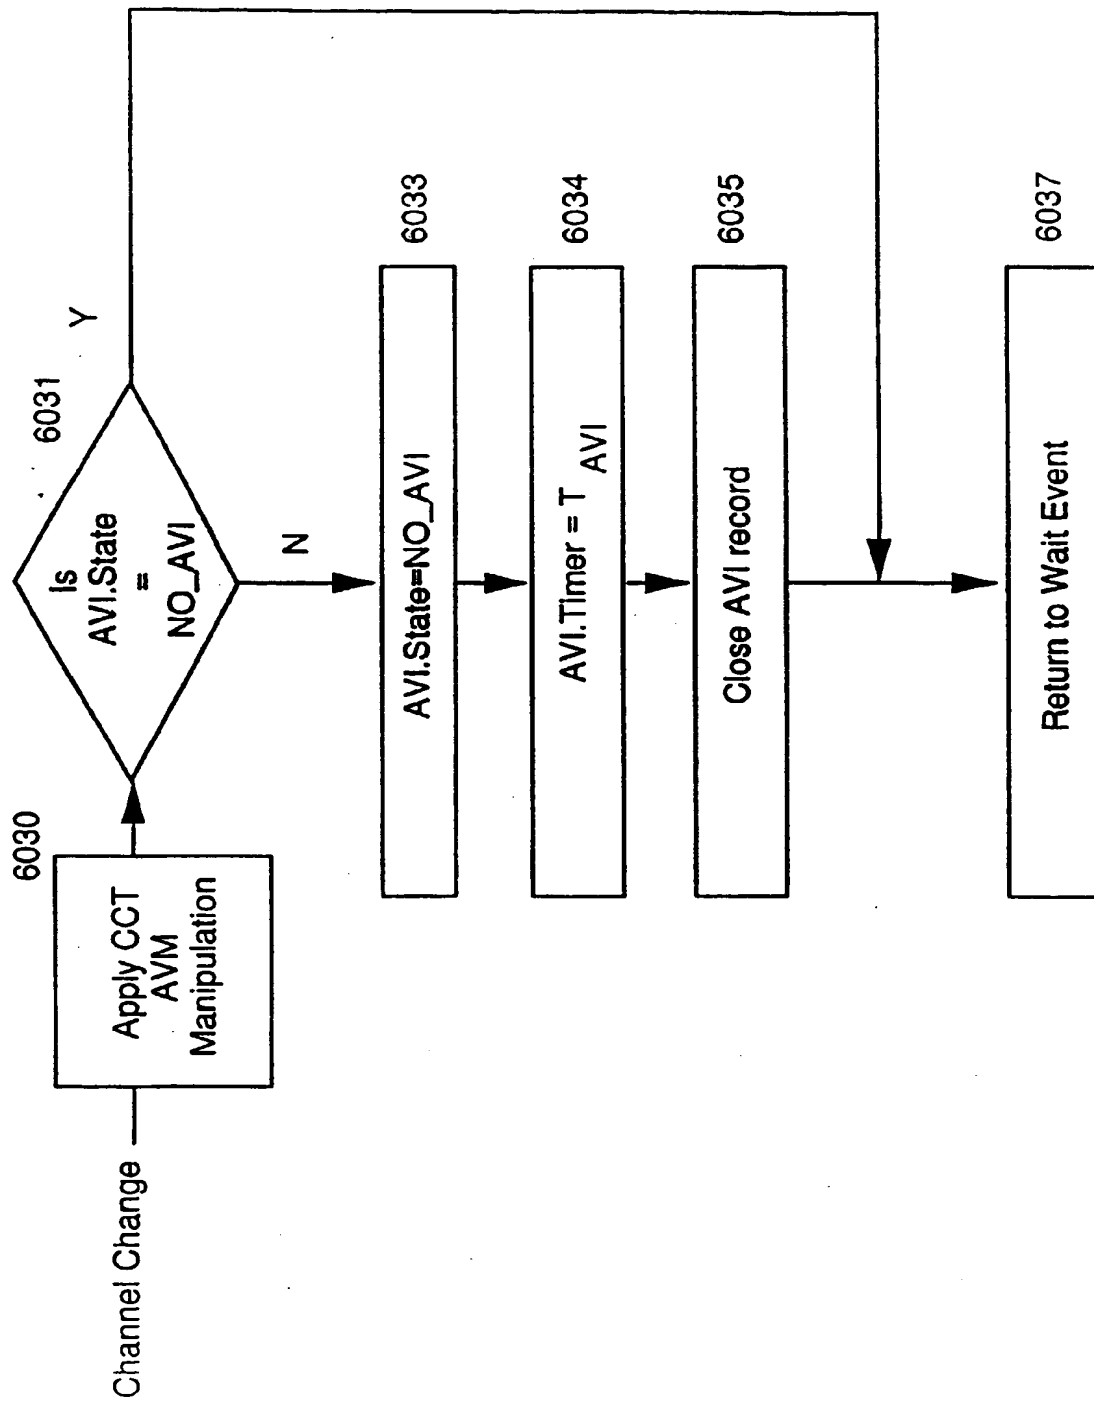 Channel Change
6030
Apply CCT
AVM
Manipulation
6031
Is
AVI.State
=
NO_AVI
Y
N
AVI.State=NO_AVI
6033
AVI.Timer = T AVI
6034
Close AVI record
6035
Return to Wait Event
6037